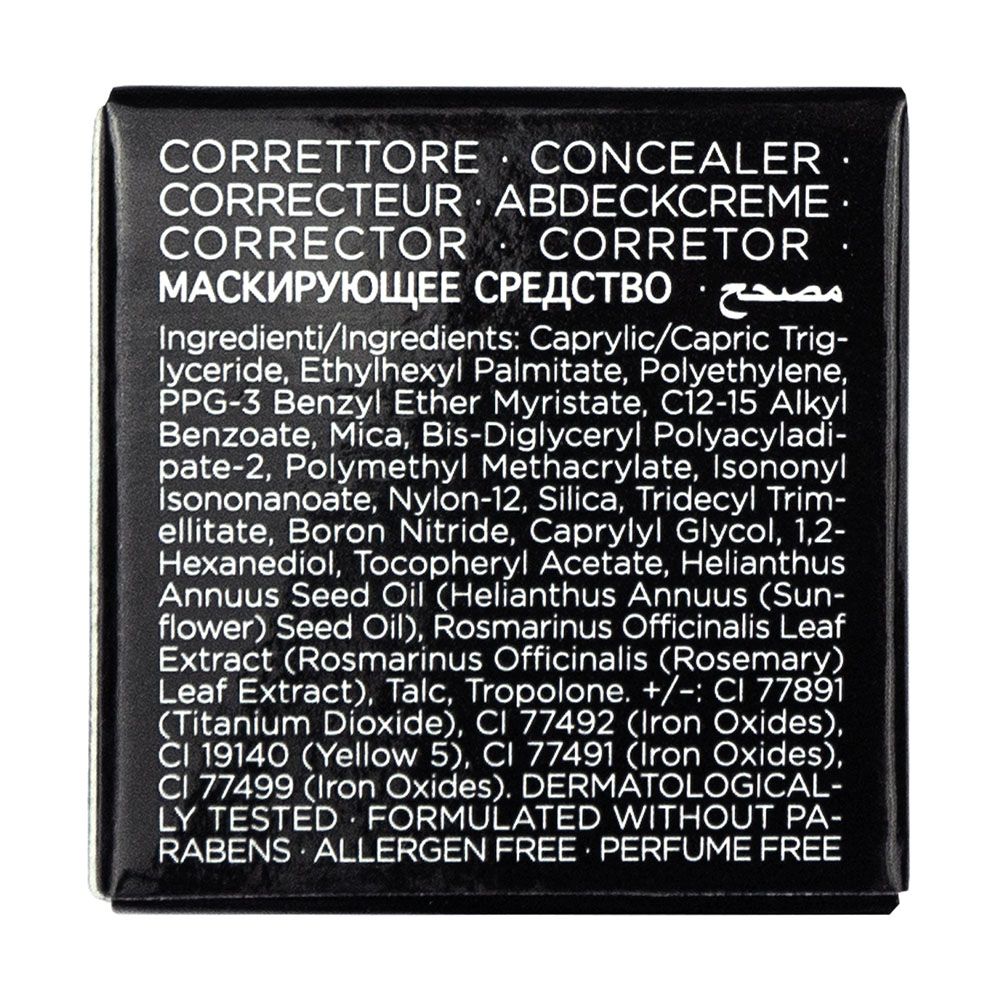 CORRETTORE · CONCEALER ·
CORRECTEUR · ABDECKCREME ·
CORRECTOR · CORRETOR ·
МАСКИРУЮЩЕЕ СРЕДСТВО · مصحح
Ingredienti/Ingredients: Caprylic/Capric Trig-
lyceride, Ethylhexyl Palmitate, Polyethylene,
PPG-3 Benzyl Ether Myristate, C12-15 Alkyl
Benzoate, Mica, Bis-Diglyceryl Polyacyladi-
pate-2, Polymethyl Methacrylate, Isononyl
Isononanoate, Nylon-12, Silica, Tridecyl Trim-
ellitate, Boron Nitride, Caprylyl Glycol, 1,2-
Hexanediol, Tocopheryl Acetate, Helianthus
Annuus Seed Oil (Helianthus Annuus (Sun-
flower) Seed Oil), Rosmarinus Officinalis Leaf
Extract (Rosmarinus Officinalis (Rosemary)
Leaf Extract), Talc, Tropolone. +/–: CI 77891
(Titanium Dioxide), CI 77492 (Iron Oxides),
CI 19140 (Yellow 5), CI 77491 (Iron Oxides),
CI 77499 (Iron Oxides). DERMATOLOGICAL-
LY TESTED · FORMULATED WITHOUT PA-
RABENS · ALLERGEN FREE · PERFUME FREE